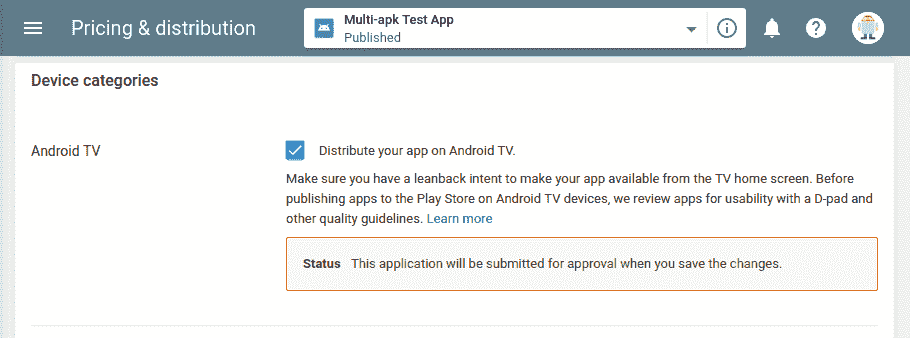 Pricing & distribution
Multi-apk Test App
Published
Device categories
Android TV
Distribute your app on Android TV.
Make sure you have a leanback intent to make your app available from the TV home screen. Before
publishing apps to the Play Store on Android TV devices, we review apps for usability with a D-pad and
other quality guidelines. Learn more
Status This application will be submitted for approval when you save the changes.